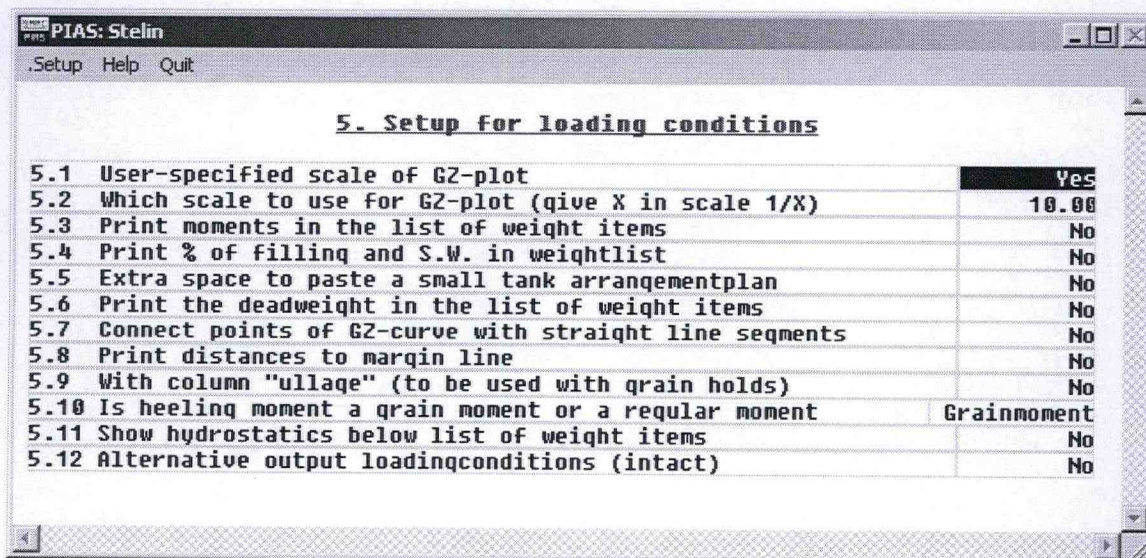 PIAS: Stelin
.Setup Help Quit
5. Setup for loading conditions
5.1 User-specified scale of GZ-plot Yes
5.2 Which scale to use for GZ-plot (give X in scale 1/X) 10.00
5.3 Print moments in the list of weight items No
5.4 Print % of filling and S.W. in weightlist No
5.5 Extra space to paste a small tank arrangementplan No
5.6 Print the deadweight in the list of weight items No
5.7 Connect points of GZ-curve with straight line segments No
5.8 Print distances to margin line No
5.9 With column "ullage" (to be used with grain holds) No
5.10 Is heeling moment a grain moment or a regular moment Grainmoment
5.11 Show hydrostatics below list of weight items No
5.12 Alternative output loadingconditions (intact) No